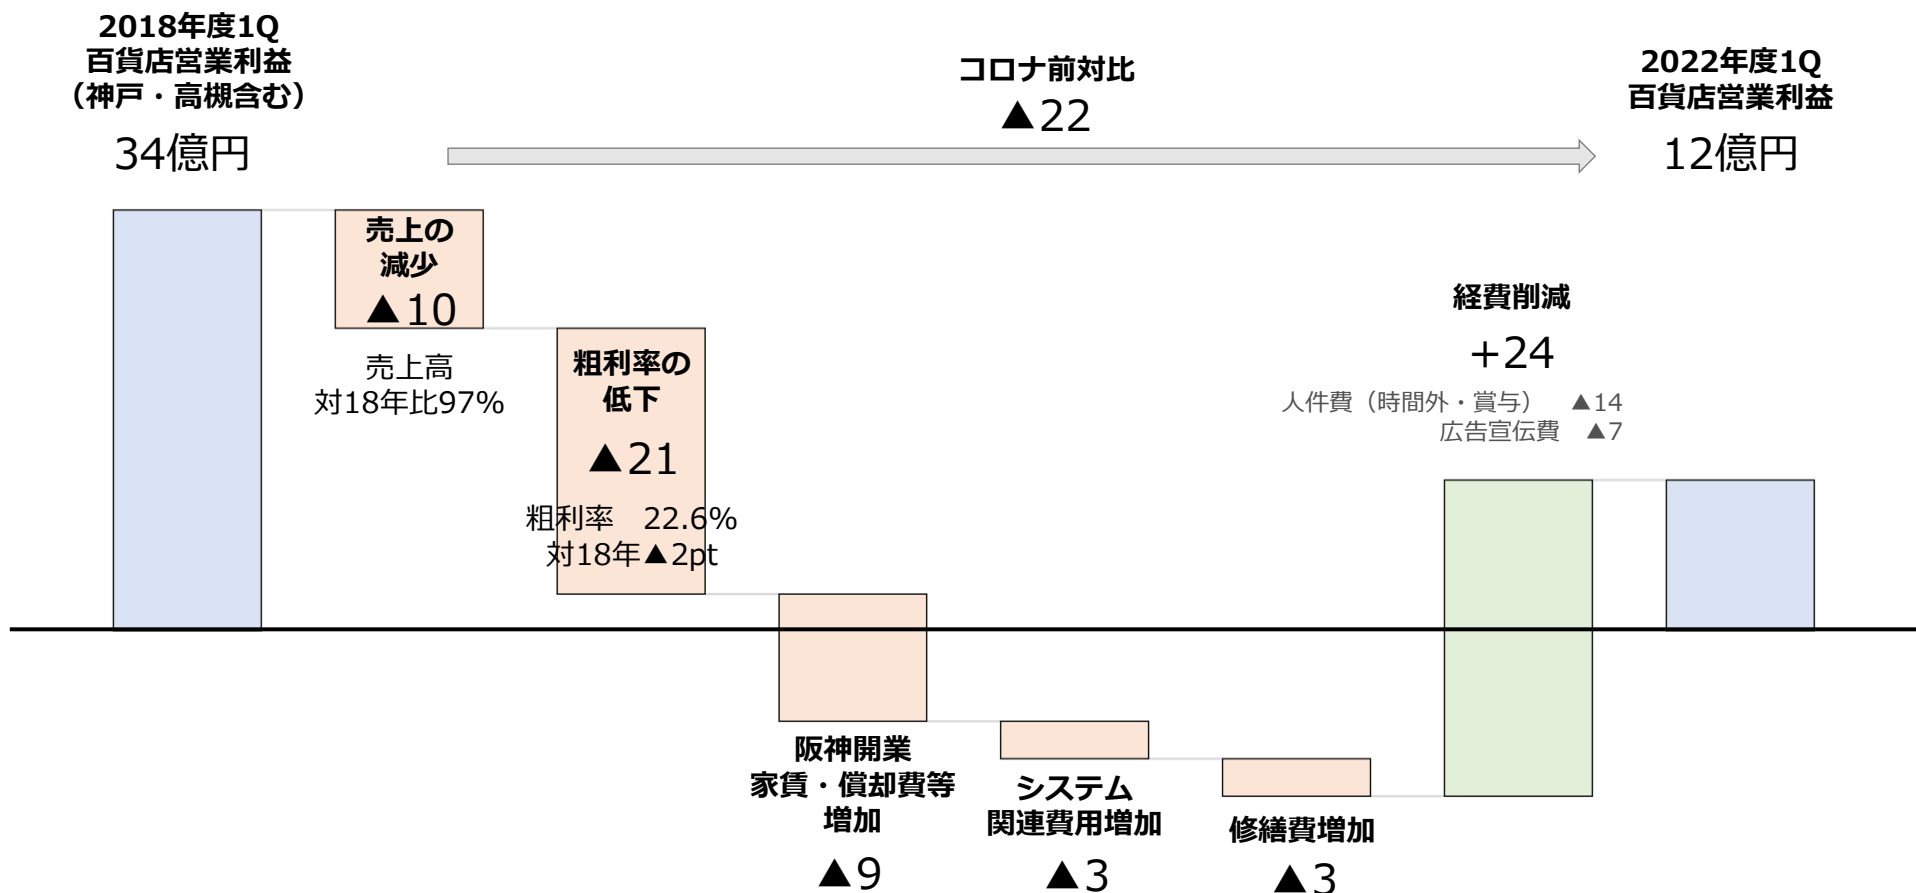 2018年度1Q
百貨店営業利益
（神戸・高槻含む）
34億円
コロナ前対比
▲22
2022年度1Q
百貨店営業利益
12億円
売上の
減少
▲10
売上高
対18年比97%
粗利率の
低下
▲21
粗利率　22.6%
対18年▲2pt
阪神開業
家賃・償却費等
増加
▲9
システム
関連費用増加
▲3
修繕費増加
▲3
経費削減
+24
人件費（時間外・賞与）　▲14
広告宣伝費　▲7